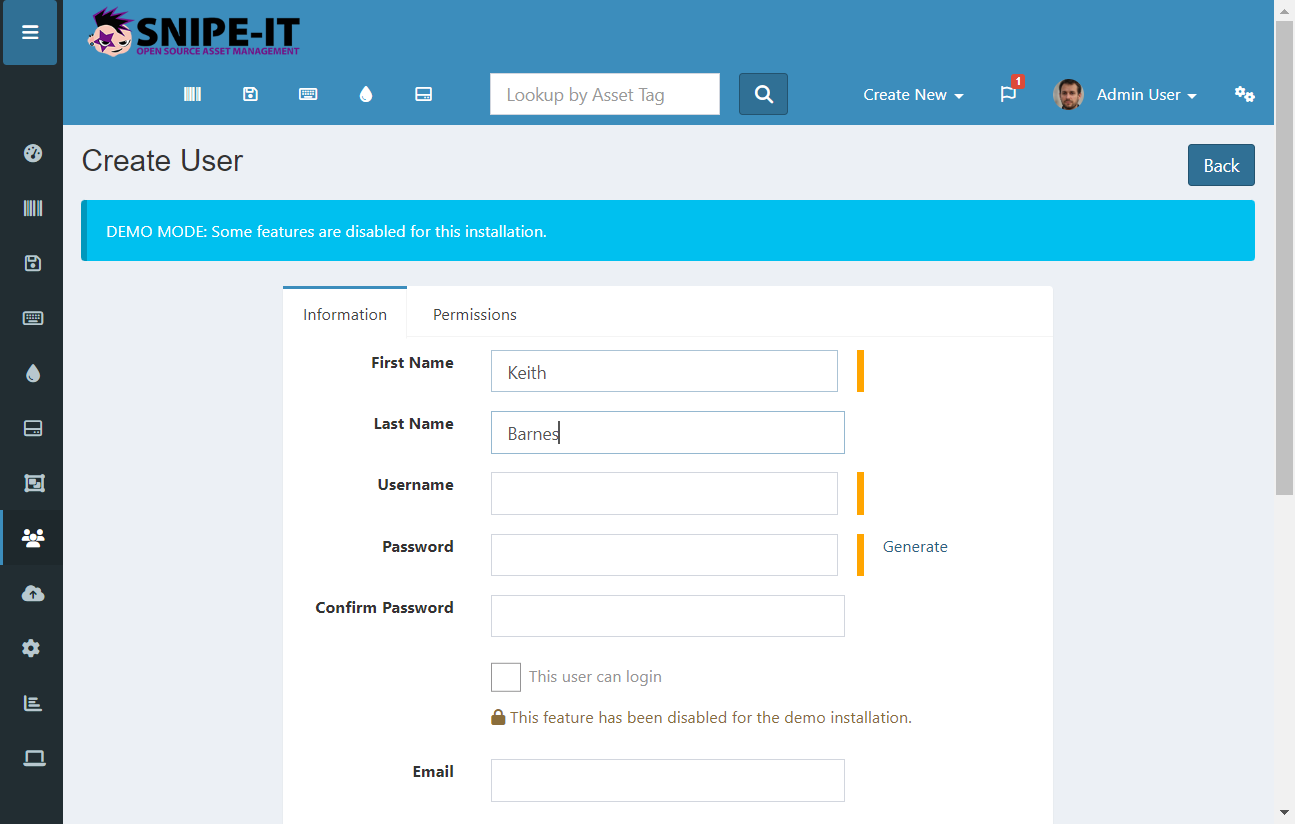 SNIPE-IT
OPEN SOURCE ASSET MANAGEMENT
Lookup by Asset Tag
Create New
1
Admin User
Create User
Back
DEMO MODE: Some features are disabled for this installation.
Information
Permissions
First Name
Keith
Last Name
Barnes
Username
Password
Generate
Confirm Password
This user can login
This feature has been disabled for the demo installation.
Email